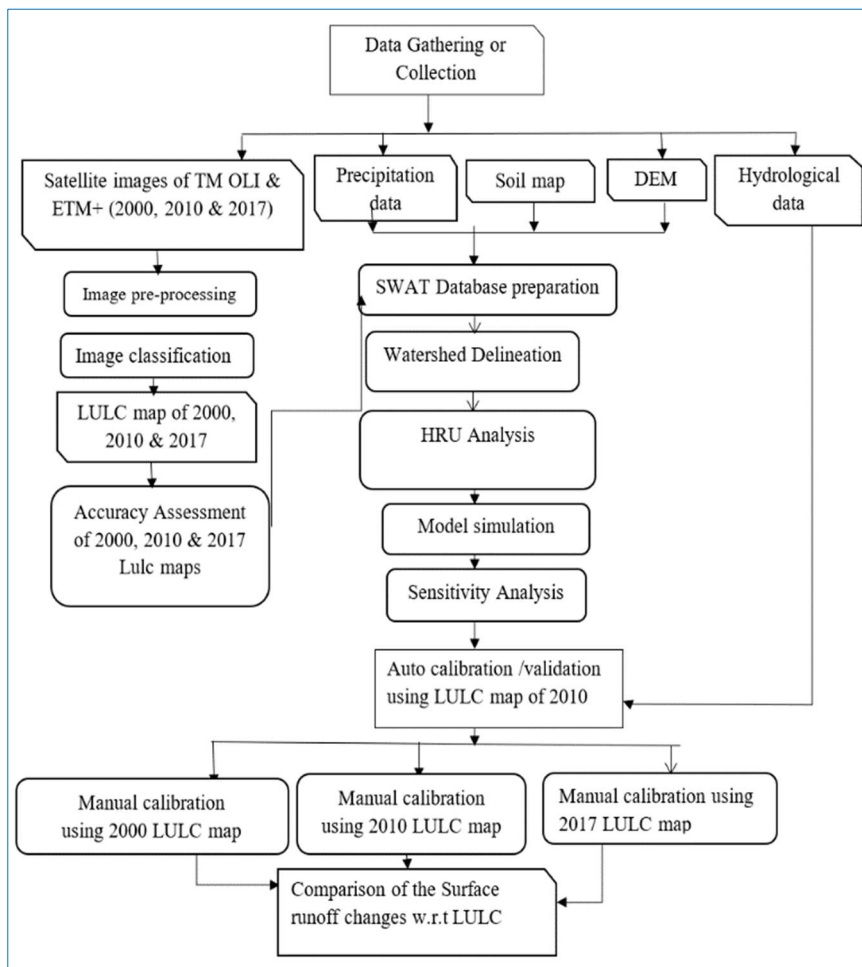 Data Gathering or
Collection
Satellite images of TM OLI &
ETM+ (2000, 2010 & 2017)
Precipitation
data
Soil map
DEM
Hydrological
data
Image pre-processing
SWAT Database preparation
Image classification
Watershed Delineation
LULC map of 2000,
2010 & 2017
HRU Analysis
Accuracy Assessment
of 2000, 2010 & 2017
Lulc maps
Model simulation
Sensitivity Analysis
Auto calibration /validation
using LULC map of 2010
Manual calibration
using 2000 LULC map
Manual calibration
using 2010 LULC map
Manual calibration using
2017 LULC map
Comparison of the Surface
runoff changes w.r.t LULC